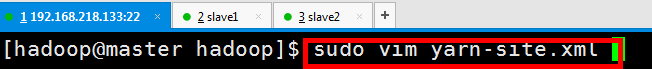 1 192.168.218.133:22 × 2 slave1 3 slave2 +
[hadoop@master hadoop]$ sudo vim yarn-site.xml